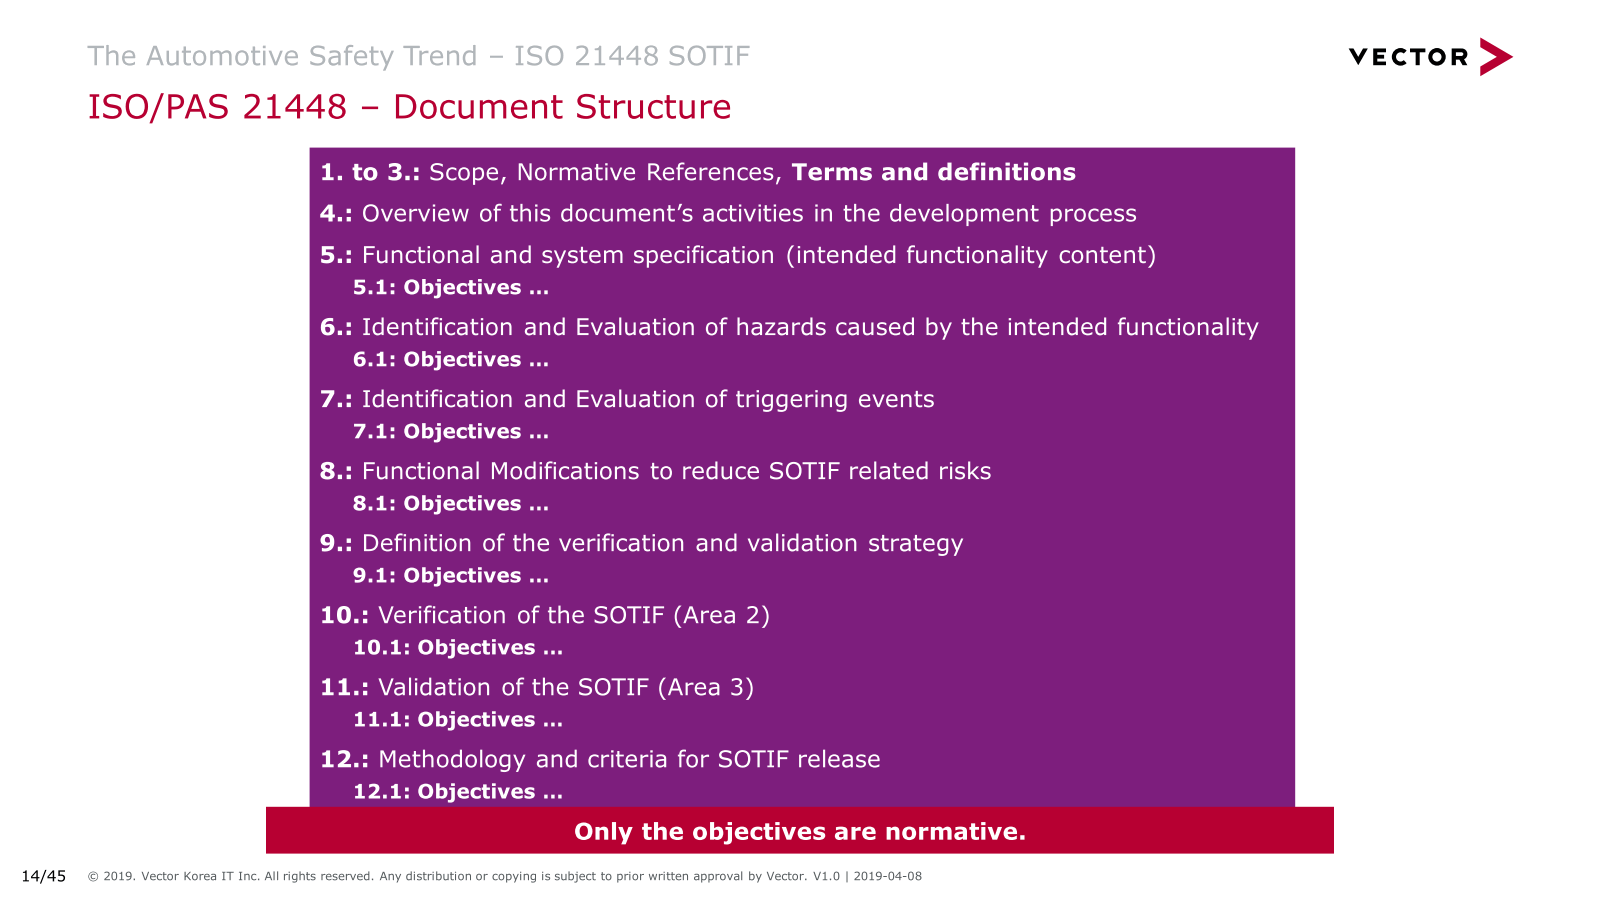 The Automotive Safety Trend – ISO 21448 SOTIF
VECTOR
ISO/PAS 21448 – Document Structure
1. to 3.: Scope, Normative References, Terms and definitions
4.: Overview of this document’s activities in the development process
5.: Functional and system specification (intended functionality content)
5.1: Objectives …
6.: Identification and Evaluation of hazards caused by the intended functionality
6.1: Objectives …
7.: Identification and Evaluation of triggering events
7.1: Objectives …
8.: Functional Modifications to reduce SOTIF related risks
8.1: Objectives …
9.: Definition of the verification and validation strategy
9.1: Objectives …
10.: Verification of the SOTIF (Area 2)
10.1: Objectives …
11.: Validation of the SOTIF (Area 3)
11.1: Objectives …
12.: Methodology and criteria for SOTIF release
12.1: Objectives …
Only the objectives are normative.
14/45 © 2019. Vector Korea IT Inc. All rights reserved. Any distribution or copying is subject to prior written approval by Vector. V1.0 | 2019-04-08